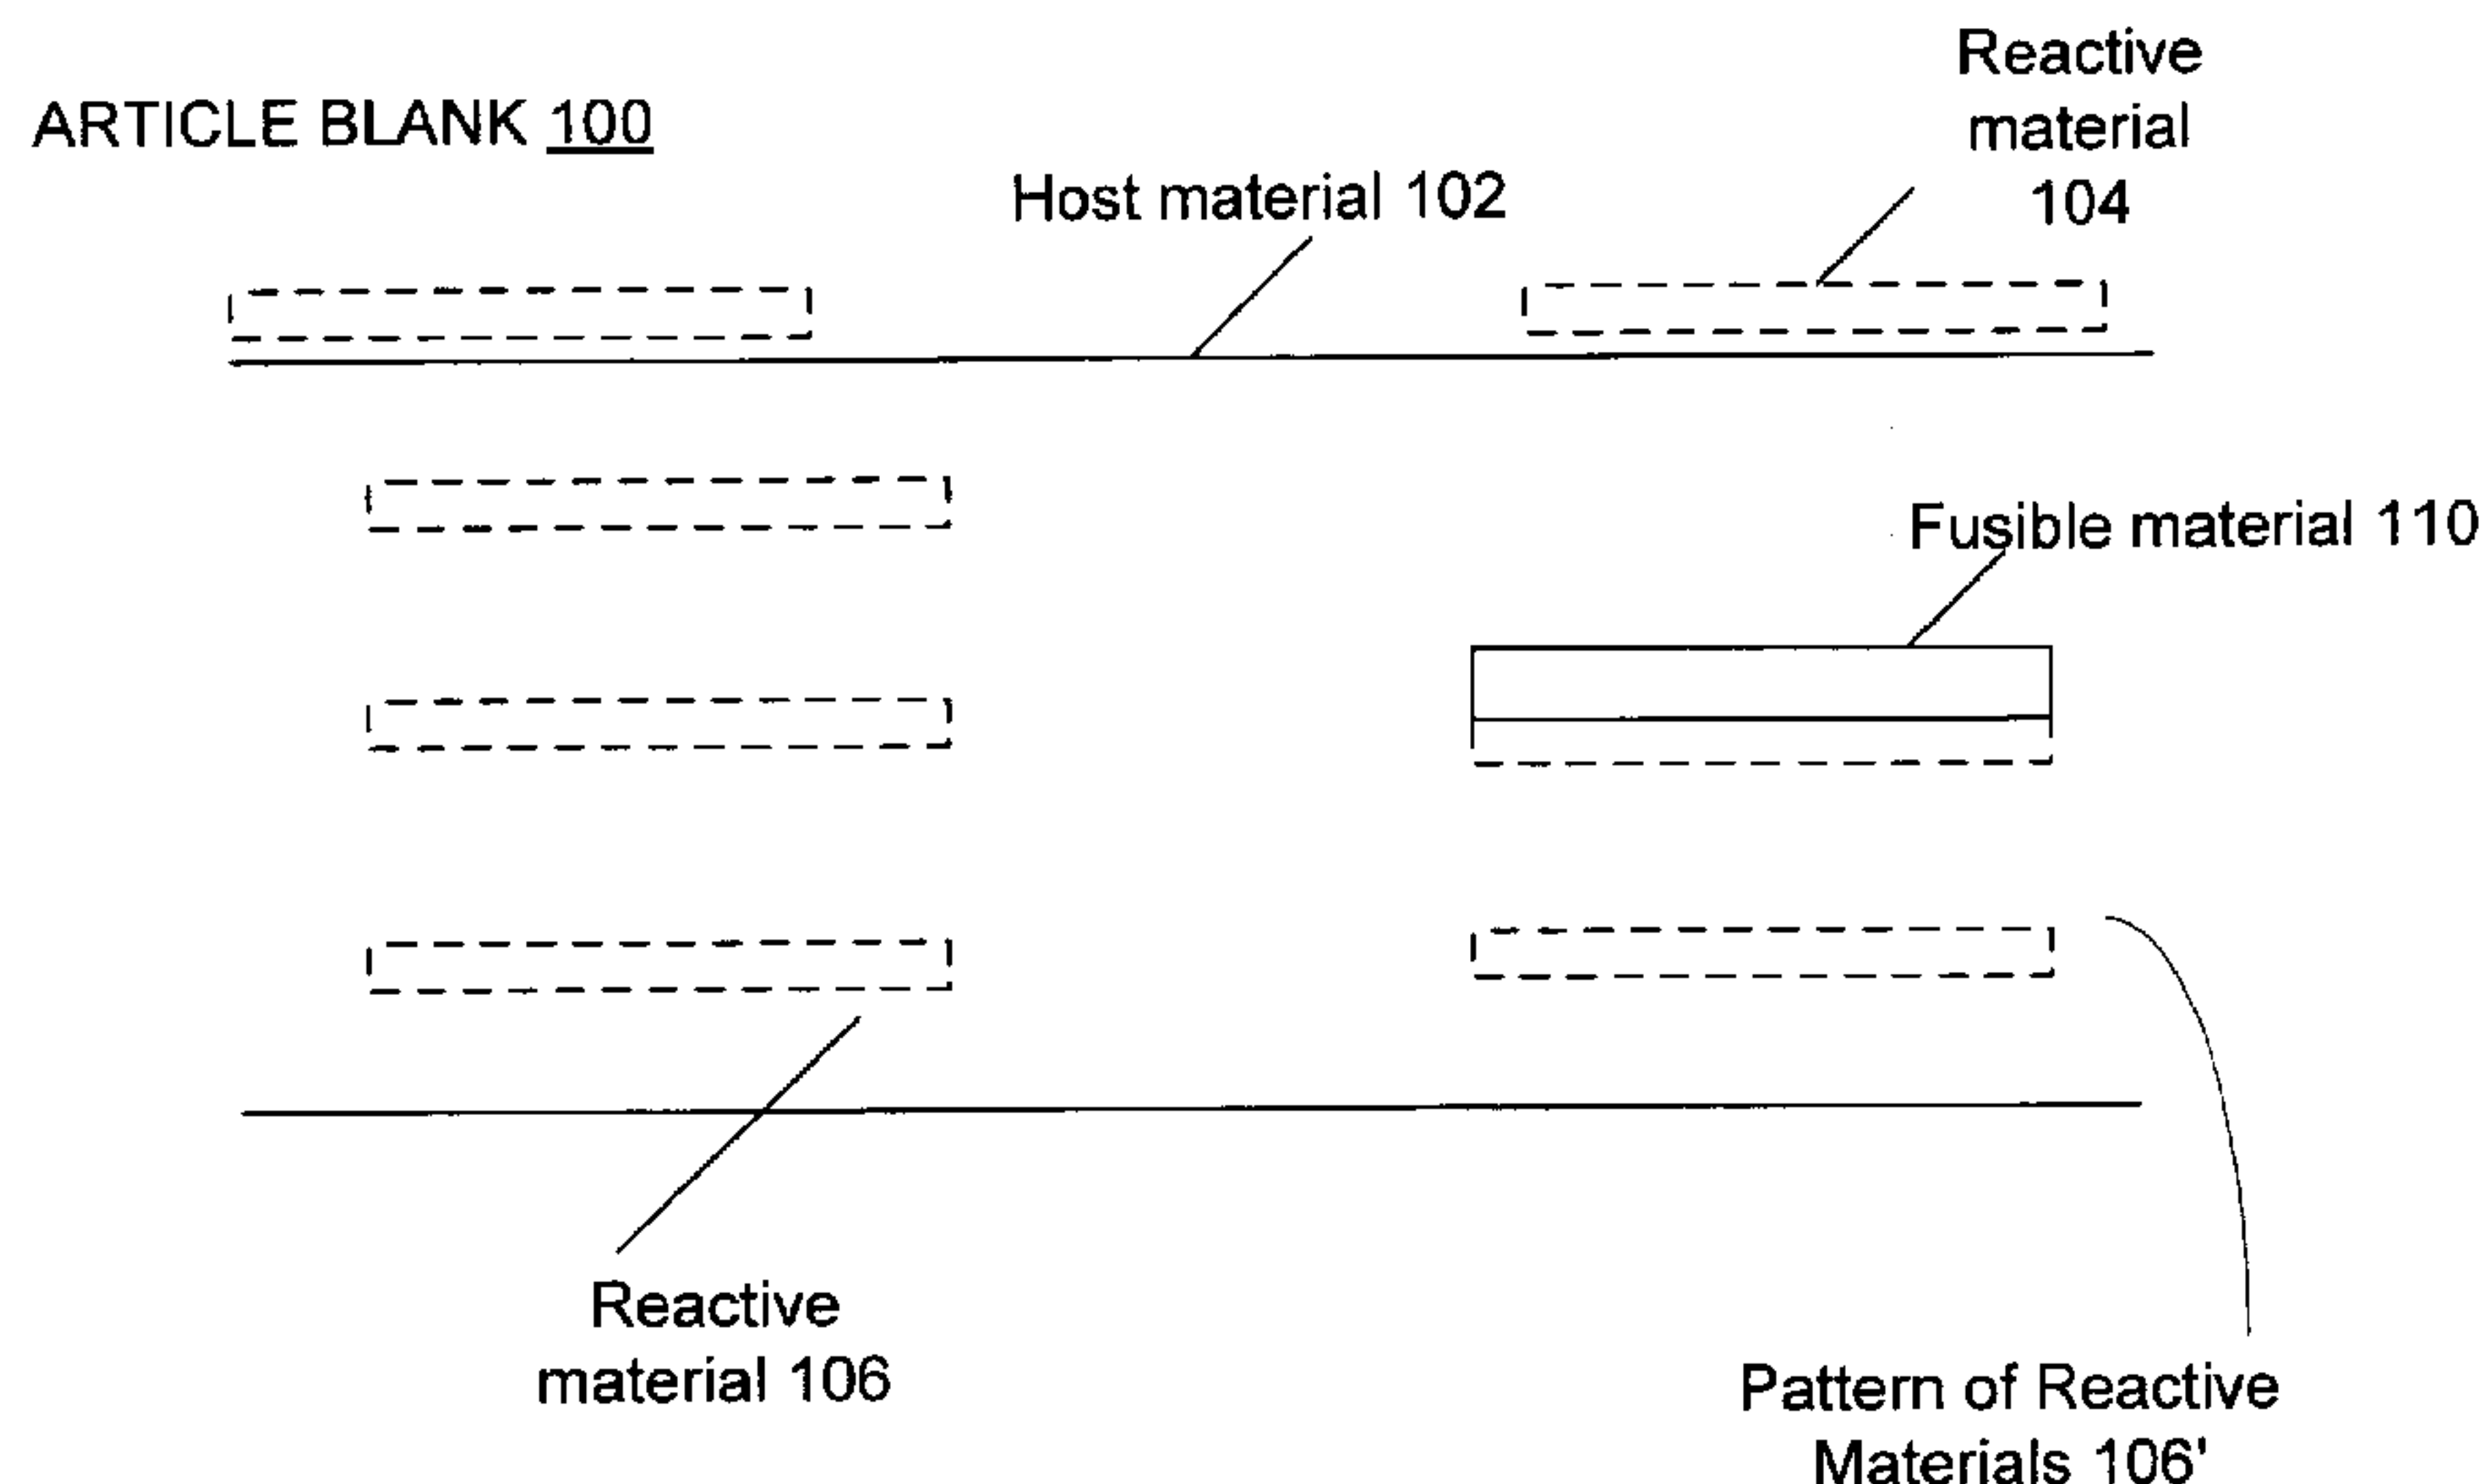 ARTICLE BLANK 100
Reactive
material
104
Host material 102
Fusible material 110
Reactive
material 106
Pattern of Reactive
Materials 106'